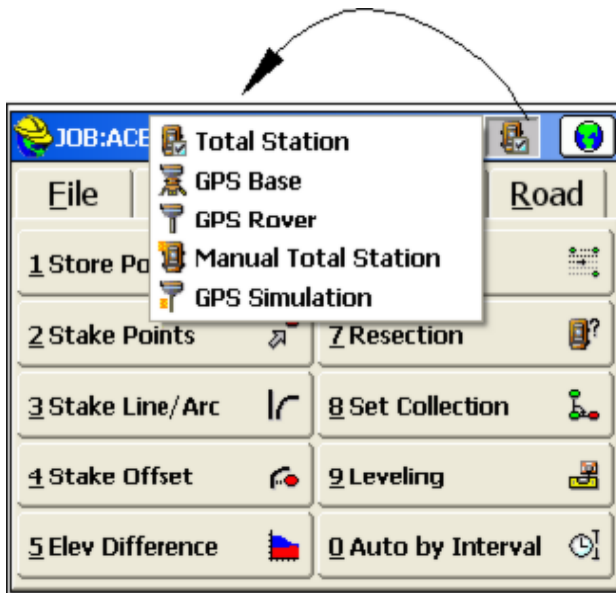 JOB:ACE
Total Station
GPS Base
GPS Rover
Manual Total Station
GPS Simulation
File
Road
1 Store Po
2 Stake Points
7 Resection
3 Stake Line/Arc
8 Set Collection
4 Stake Offset
9 Leveling
5 Elev Difference
0 Auto by Interval